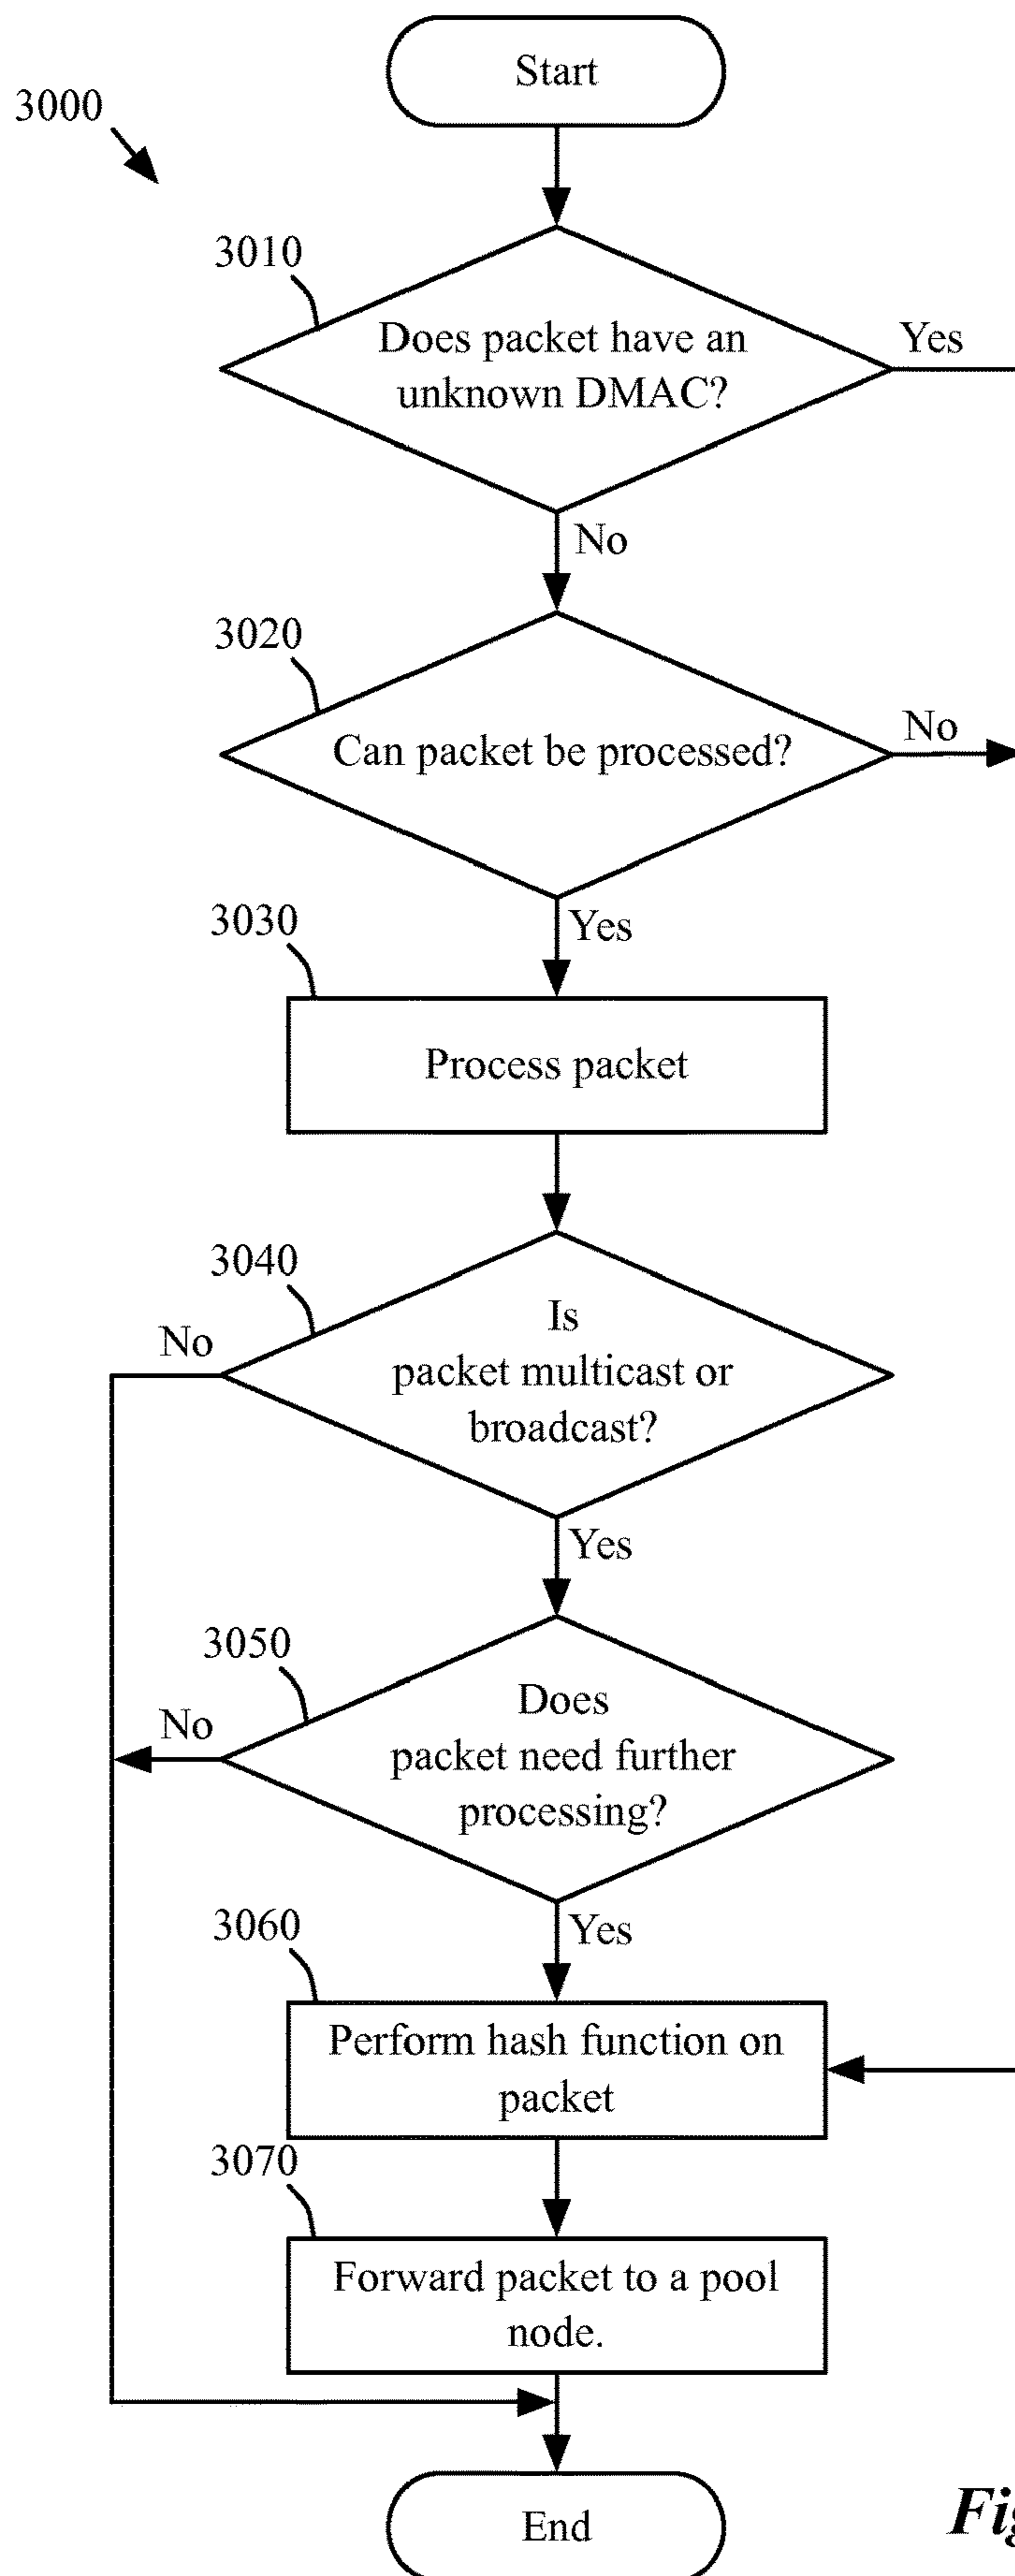 Start
3000
3010
Does packet have an
unknown DMAC?
Yes
No
3020
Can packet be processed?
No
Yes
3030
Process packet
3040
Is
packet multicast or
broadcast?
No
Yes
3050
Does
packet need further
processing?
No
Yes
3060
Perform hash function on
packet
3070
Forward packet to a pool
node.
End